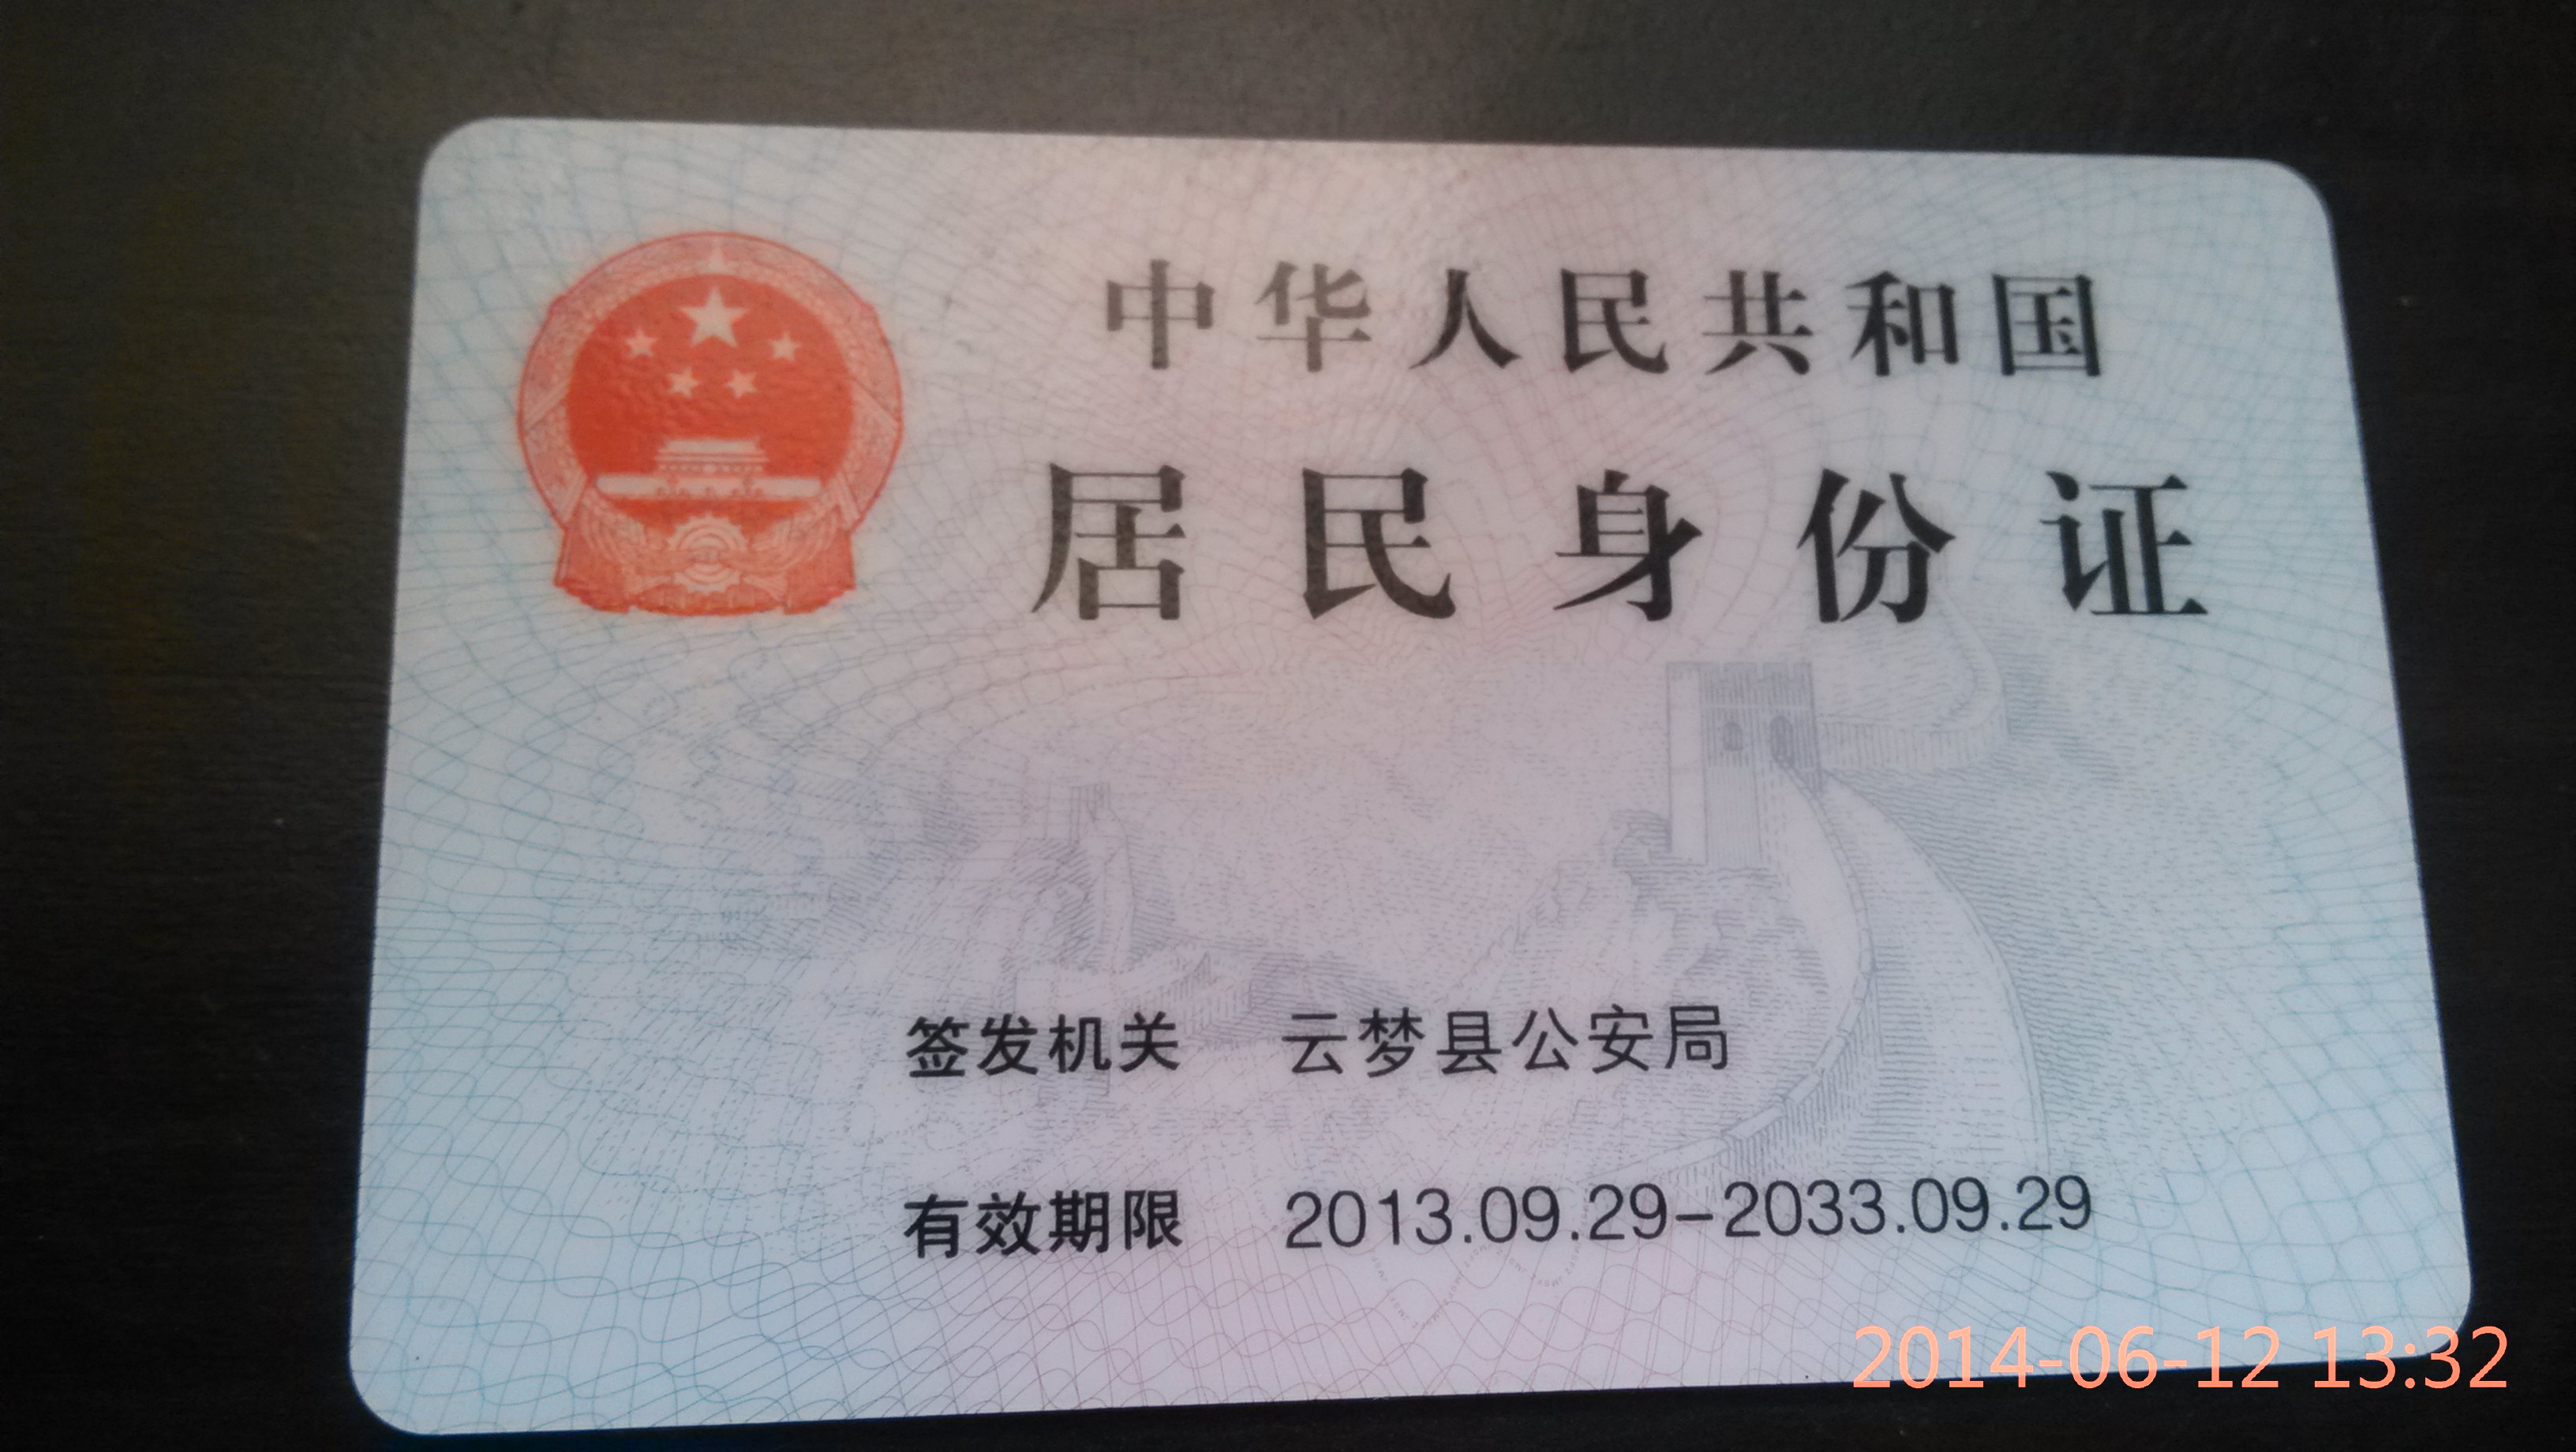 中华人民共和国
居民身份证
签发机关 云梦县公安局
有效期限 2013.09.29-2033.09.29
2014-06-12 13:32